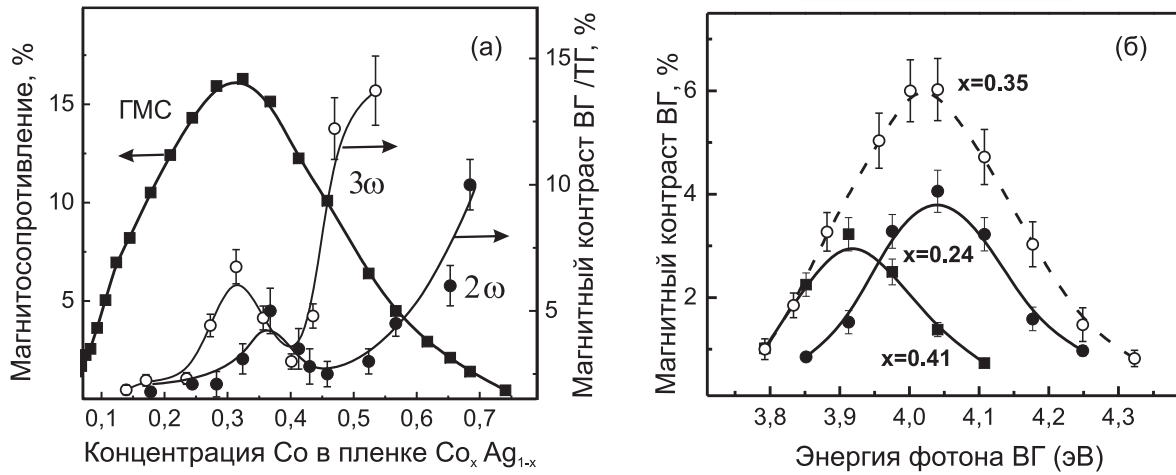 (а)
Магнитосопротивление, %
15
10
5
ГМС
3ω
2ω
15
10
5
Магнитный контраст ВГ /ТГ, %
0,1 0,2 0,3 0,4 0,5 0,6 0,7
Концентрация Co в пленке CoₓAg₁₋ₓ
(б)
Магнитный контраст ВГ, %
6
4
2
x=0.35
x=0.24
x=0.41
3,8 3,9 4,0 4,1 4,2 4,3
Энергия фотона ВГ (эВ)